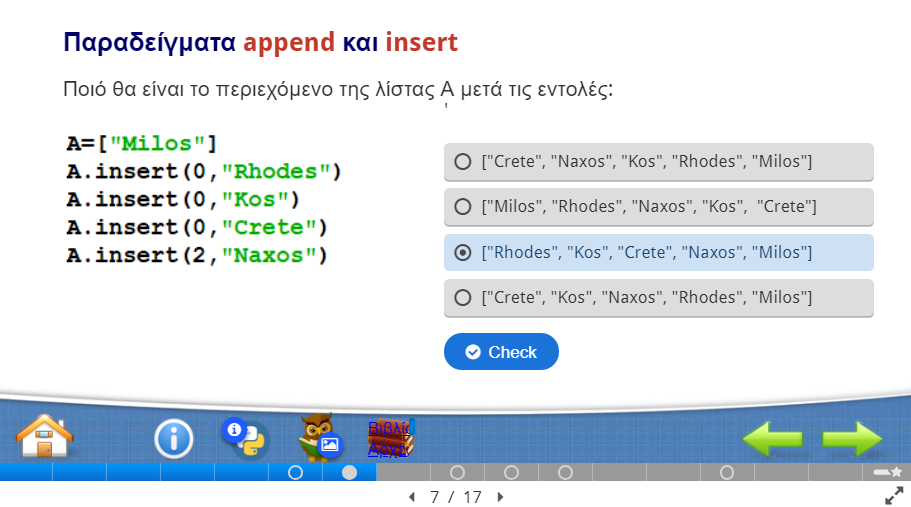 Παραδείγματα append και insert
Ποιό θα είναι το περιεχόμενο της λίστας Α μετά τις εντολές:
'
A=["Milos"]
A.insert(0,"Rhodes")
A.insert(0,"Kos")
A.insert(0,"Crete")
A.insert(2,"Naxos")
["Crete", "Naxos", "Kos", "Rhodes", "Milos"]
["Milos", "Rhodes", "Naxos", "Kos",  "Crete"]
["Rhodes", "Kos", "Crete", "Naxos", "Milos"]
["Crete", "Kos", "Naxos", "Rhodes", "Milos"]
Check
7 / 17